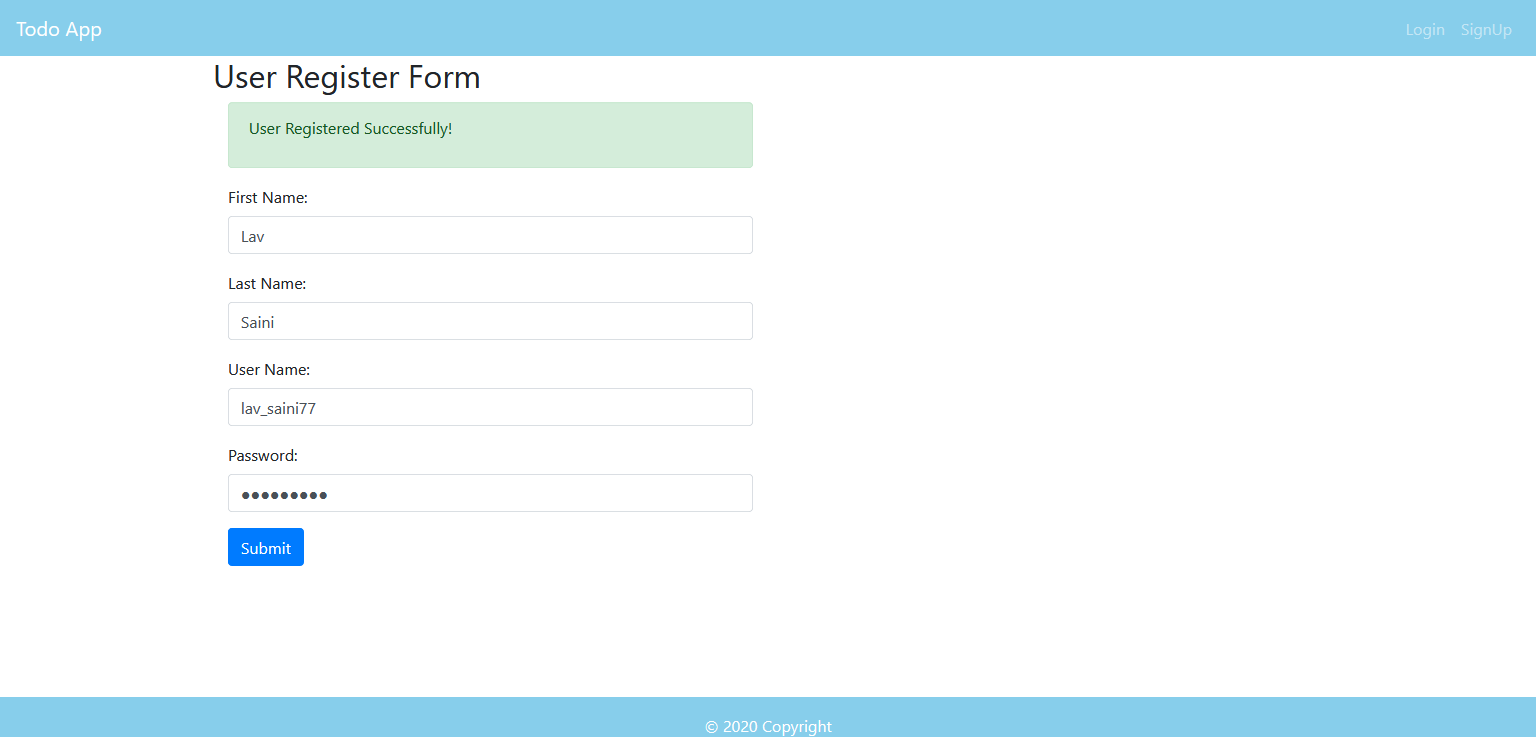 Todo App
Login SignUp
User Register Form
User Registered Successfully!
First Name:
Lav
Last Name:
Saini
User Name:
lav_saini77
Password:
●●●●●●●●●
Submit
© 2020 Copyright